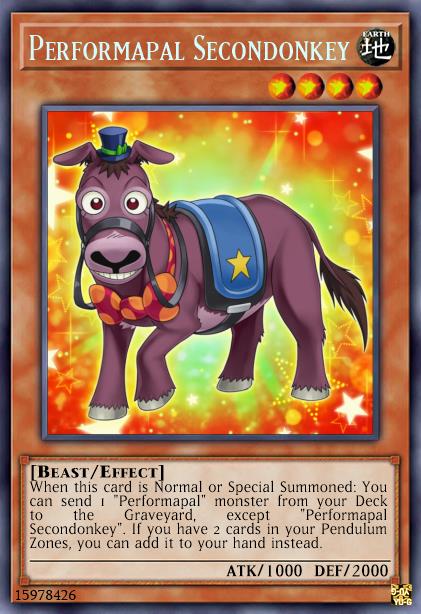 PERFORMAPAL SECONDONKEY
EARTH
地
[BEAST/EFFECT]
When this card is Normal or Special Summoned: You
can send 1 "Performapal" monster from your Deck
to the Graveyard, except "Performapal
Secondonkey". If you have 2 cards in your Pendulum
Zones, you can add it to your hand instead.
ATK/1000 DEF/2000
15978426